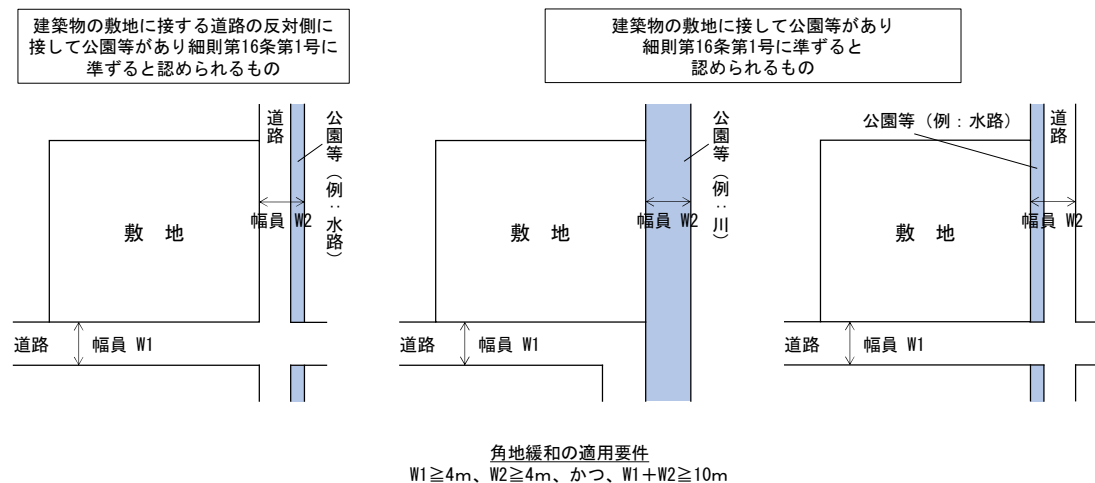 建築物の敷地に接する道路の反対側に
接して公園等があり細則第16条第1号に
準ずると認められるもの
建築物の敷地に接して公園等があり
細則第16条第1号に準ずると
認められるもの
道路
公園等（例：水路）
幅員 W2
敷 地
道路
幅員 W1
公園等（例：川）
幅員 W2
敷 地
道路
幅員 W1
公園等（例：水路）
道路
幅員 W2
敷 地
道路
幅員 W1
角地緩和の適用要件
W1≧4m、W2≧4m、かつ、W1＋W2≧10m